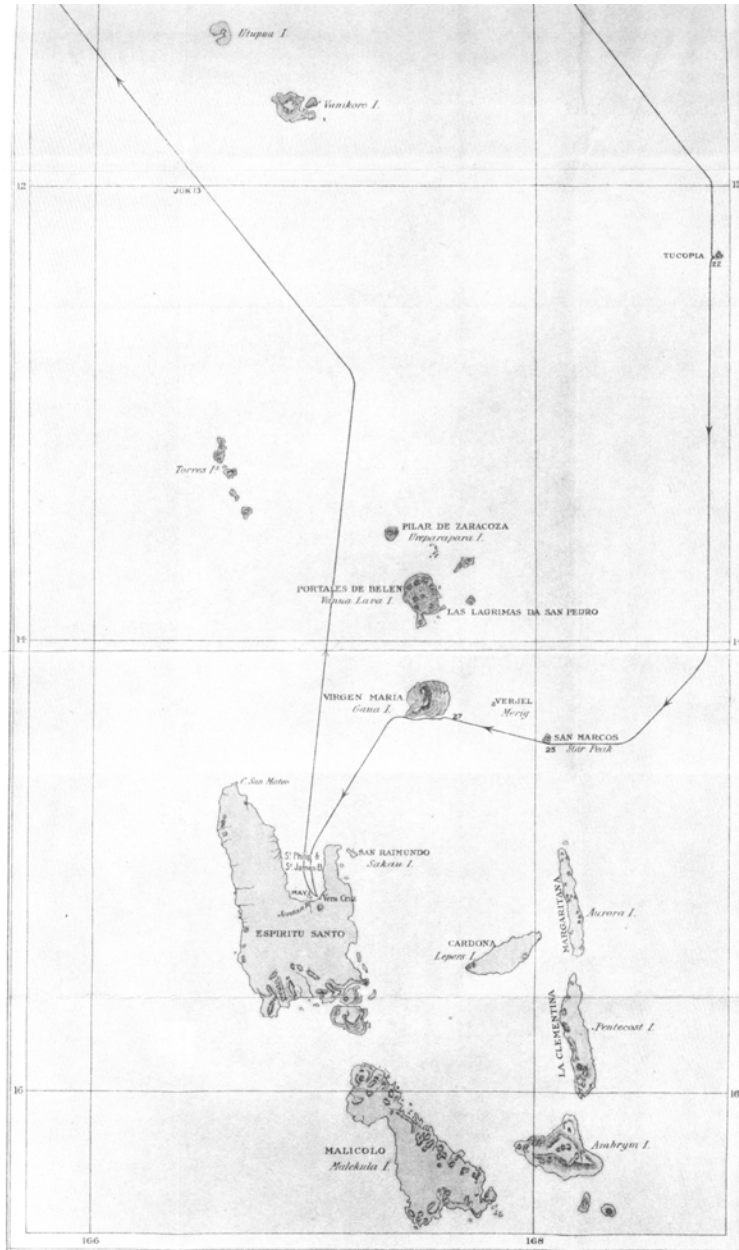 Utupua I.
Vanikoro I.
12
12
JUN 13
TUCOPIA
22
Torres Iˢ
PILAR DE ZARACOZA
Ureparapara I.
PORTALES DE BELEN
Vanua Lava I.
LAS LAGRIMAS DA SAN PEDRO
14
14
VIRGEN MARIA
Gaua I.
VERJEL
Merig
27
SAN MARCOS
25
Star Peak
C. San Mateo
Sᵗ Philip &
Sᵗ James B.
SAN RAIMUNDO
Sakau I.
MAY
Jordan R.
Vera Cruz
ESPIRITU SANTO
CARDONA
Lepers I.
MARGARITANA
Aurora I.
LA CLEMENTINA
Pentecost I.
16
16
MALICOLO
Malekula I.
Ambrym I.
166
168